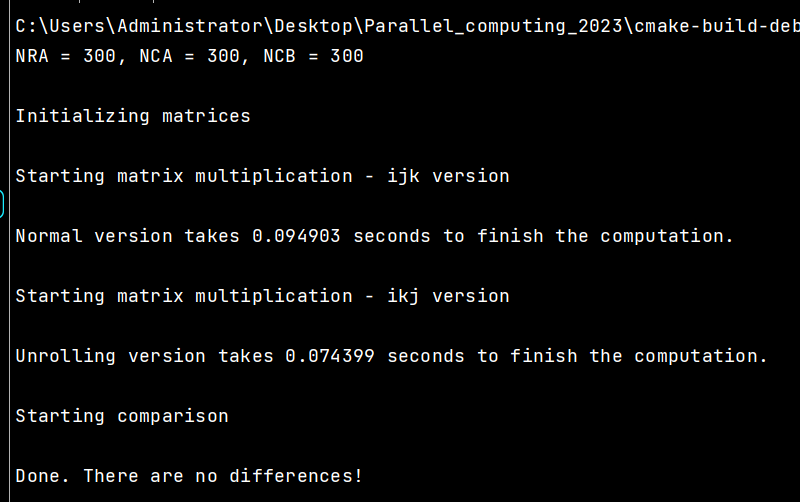 C:\Users\Administrator\Desktop\Parallel_computing_2023\cmake-build-deb
NRA = 300, NCA = 300, NCB = 300
Initializing matrices
Starting matrix multiplication - ijk version
Normal version takes 0.094903 seconds to finish the computation.
Starting matrix multiplication - ikj version
Unrolling version takes 0.074399 seconds to finish the computation.
Starting comparison
Done. There are no differences!